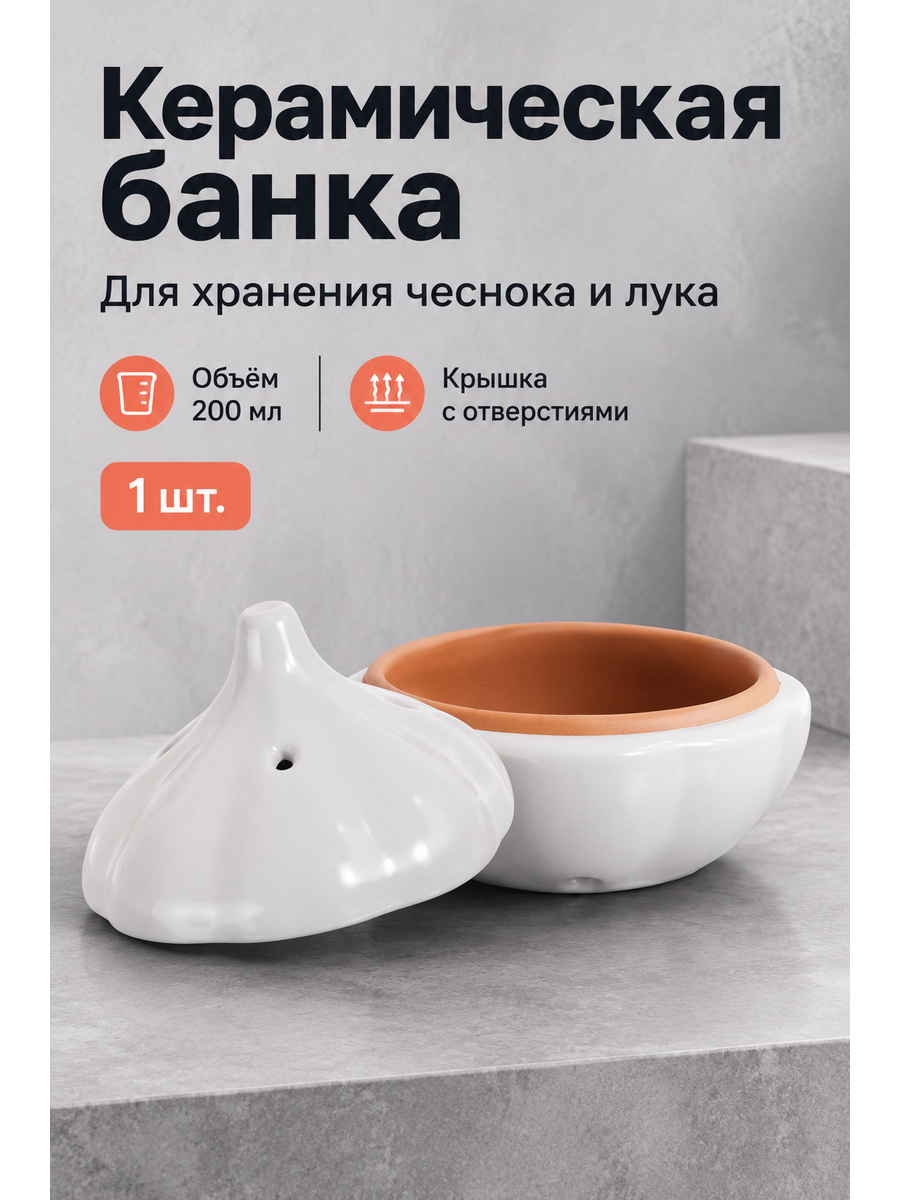 Керамическая
банка
Для хранения чеснока и лука
Объём
200 мл
Крышка
с отверстиями
1 шт.